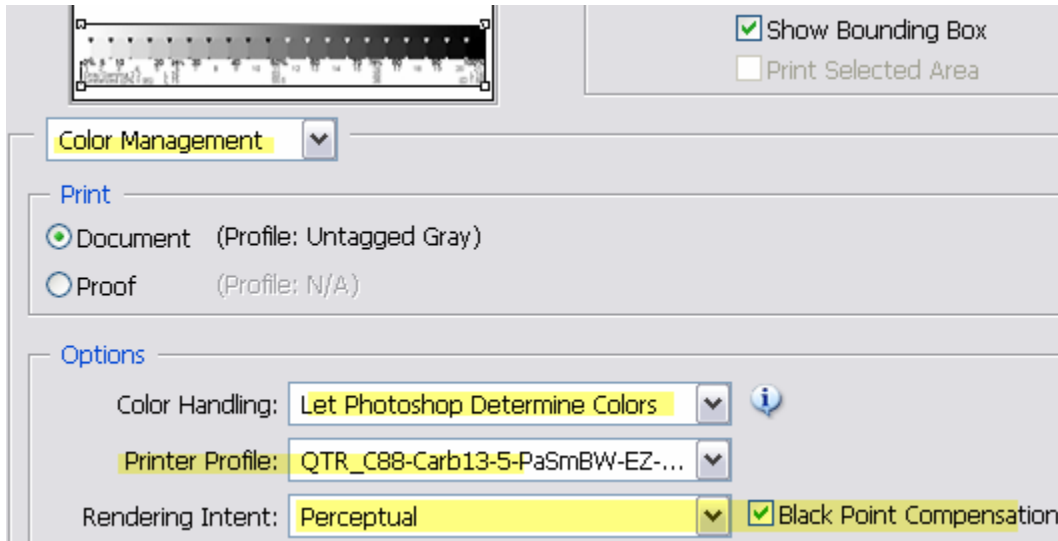 Show Bounding Box
Print Selected Area
Color Management
Print
Document (Profile: Untagged Gray)
Proof (Profile: N/A)
Options
Color Handling: Let Photoshop Determine Colors
Printer Profile: QTR_C88-Carb13-5-PaSmBW-EZ-...
Rendering Intent: Perceptual Black Point Compensation